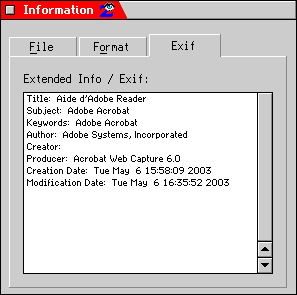 Information
File
Format
Exif
Extended Info / Exif:
Title: Aide d'Adobe Reader
Subject: Adobe Acrobat
Keywords: Adobe Acrobat
Author: Adobe Systems, Incorporated
Creator:
Producer: Acrobat Web Capture 6.0
Creation Date: Tue May 6 15:58:09 2003
Modification Date: Tue May 6 16:35:52 2003